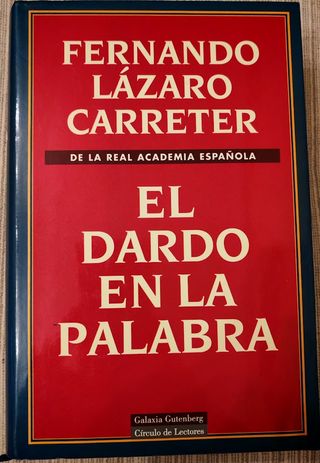 FERNANDO
LÁZARO
CARRETER
DE LA REAL ACADEMIA ESPAÑOLA
EL
DARDO
EN LA
PALABRA
Galaxia Gutenberg
Círculo de Lectores